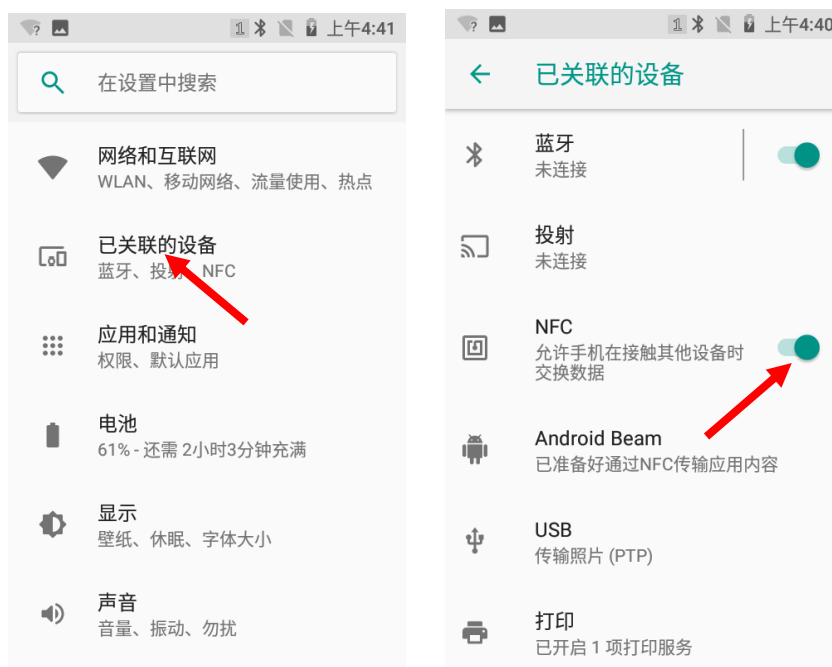 上午4:41
在设置中搜索
网络和互联网
WLAN、移动网络、流量使用、热点
已关联的设备
蓝牙、投射、NFC
应用和通知
权限、默认应用
电池
61% - 还需 2小时3分钟充满
显示
壁纸、休眠、字体大小
声音
音量、振动、勿扰
上午4:40
已关联的设备
蓝牙
未连接
投射
未连接
NFC
允许手机在接触其他设备时
交换数据
Android Beam
已准备好通过NFC传输应用内容
USB
传输照片 (PTP)
打印
已开启 1 项打印服务